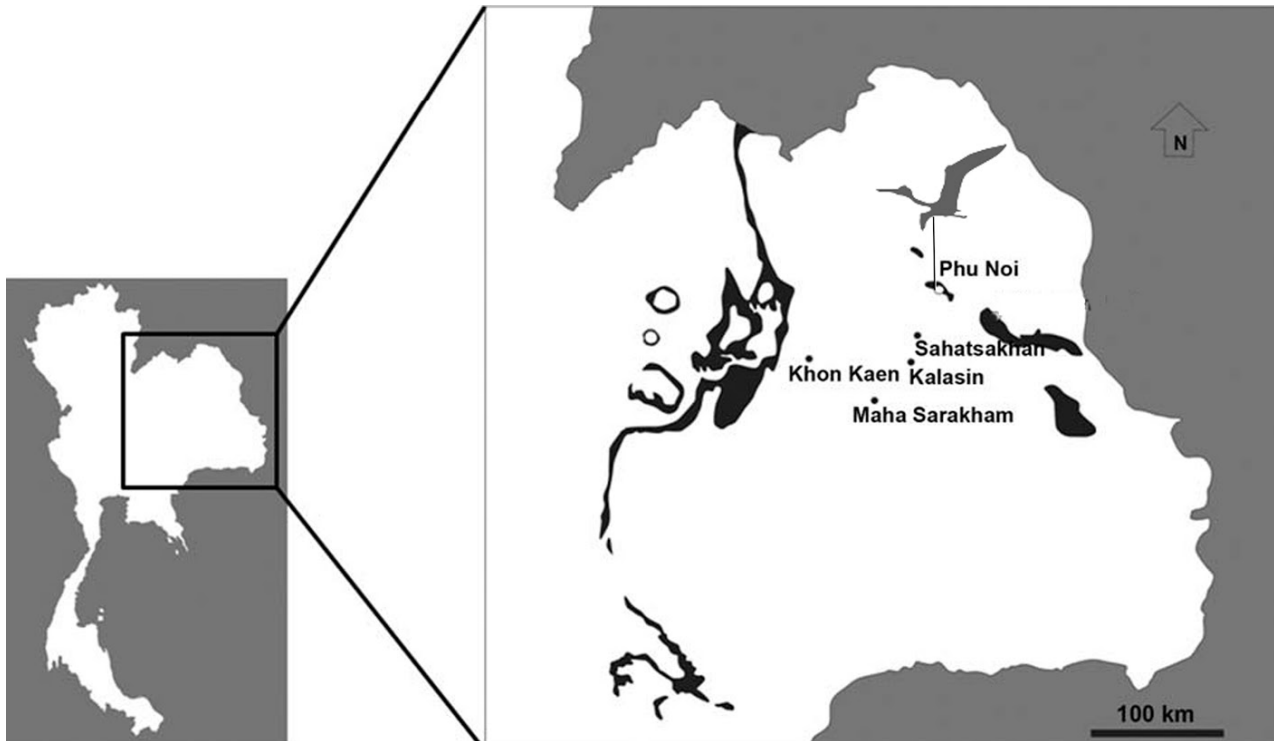 N
Phu Noi
Sahatsakhan
Khon Kaen
Kalasin
Maha Sarakham
100 km